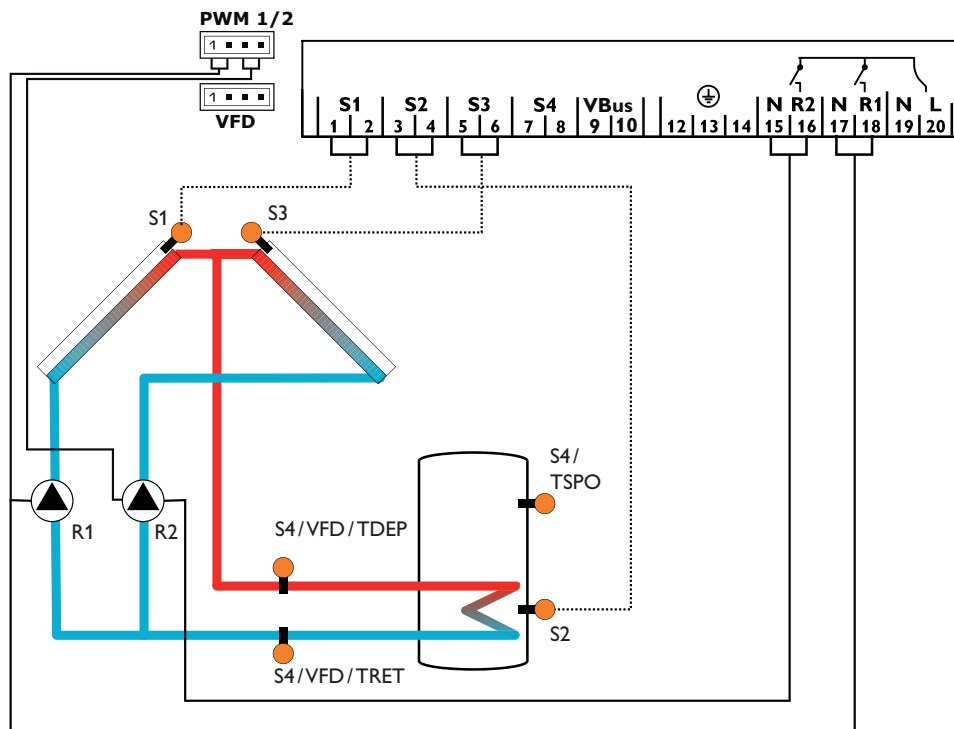 PWM 1/2
1
1
VFD
S1 S2 S3 S4 VBus N R2 N R1 N L
1 2 3 4 5 6 7 8 9 10 12 13 14 15 16 17 18 19 20
S1
S3
S4/
TSPO
R1
R2
S4/VFD/TDEP
S2
S4/VFD/TRET